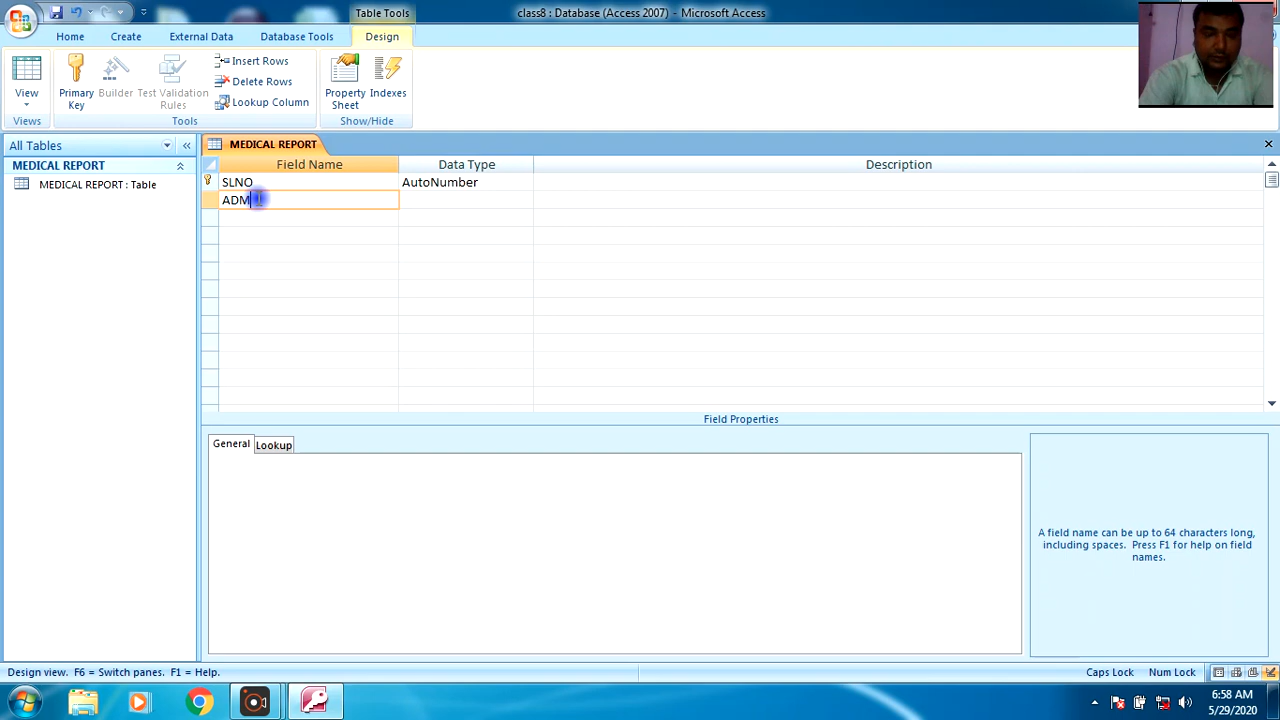 Table Tools
class8 : Database (Access 2007) - Microsoft Access
Home
Create
External Data
Database Tools
Design
View
Primary Key
Builder
Test Validation Rules
Insert Rows
Delete Rows
Lookup Column
Property Sheet
Indexes
Views
Tools
Show/Hide
All Tables
MEDICAL REPORT
MEDICAL REPORT : Table
MEDICAL REPORT
Field Name
Data Type
Description
SLNO
AutoNumber
ADM
Field Properties
General
Lookup
A field name can be up to 64 characters long,
including spaces. Press F1 for help on field
names.
Design view. F6 = Switch panes. F1 = Help.
Caps Lock
Num Lock
6:58 AM
5/29/2020